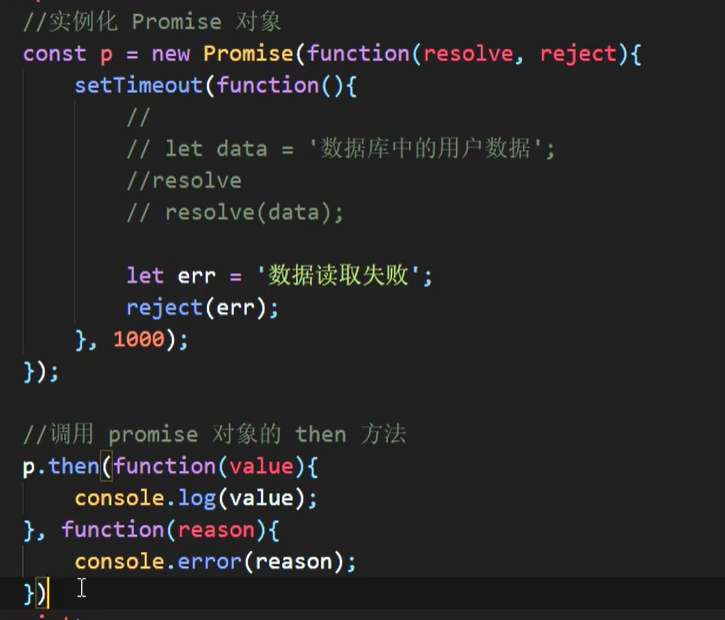 //实例化 Promise 对象
const p = new Promise(function(resolve, reject){
    setTimeout(function(){
        //
        // let data = '数据库中的用户数据';
        //resolve
        // resolve(data);

        let err = '数据读取失败';
        reject(err);
    }, 1000);
});

//调用 promise 对象的 then 方法
p.then(function(value){
    console.log(value);
}, function(reason){
    console.error(reason);
})